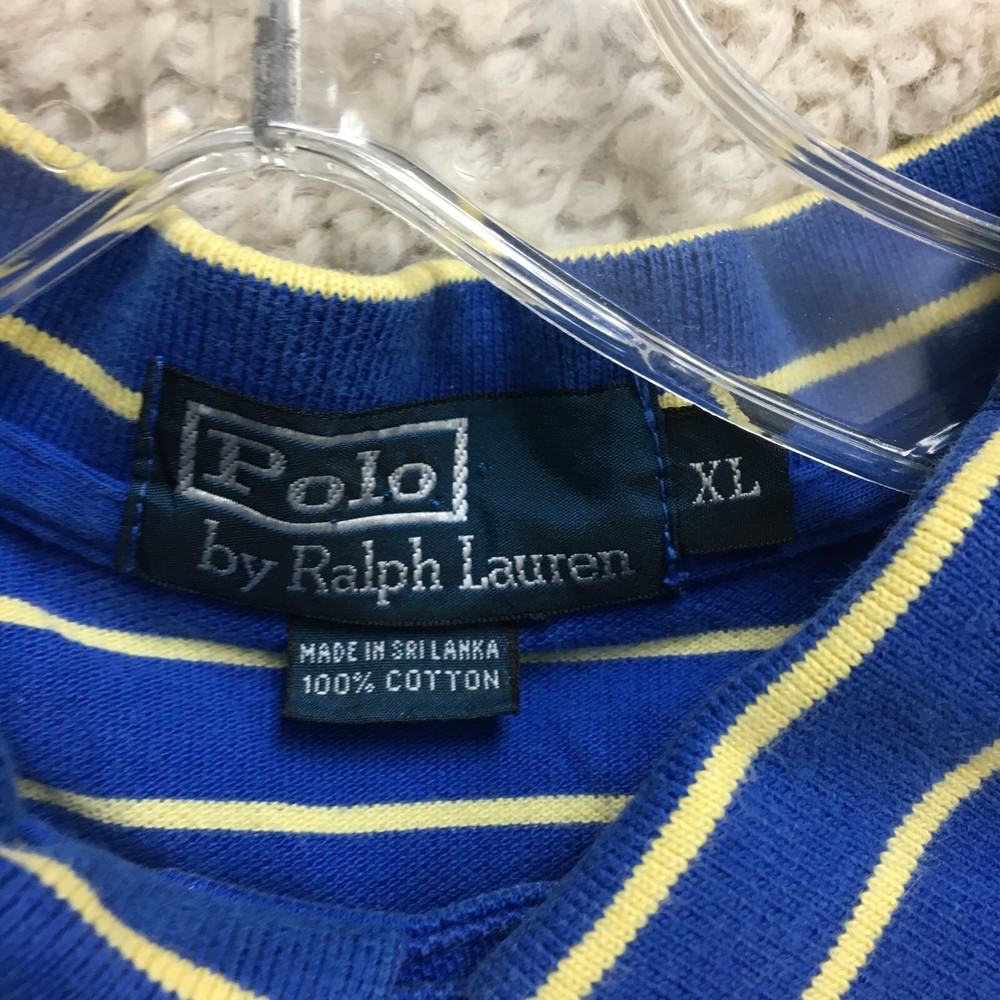 Polo
by Ralph Lauren
XL
MADE IN SRI LANKA
100% COTTON